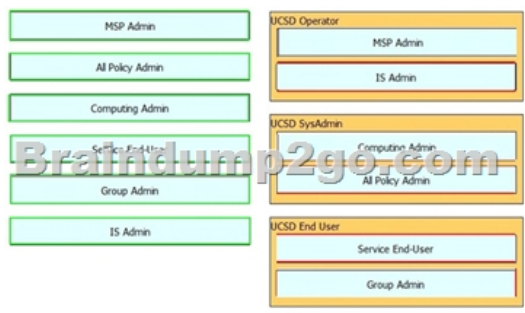 MSP Admin
All Policy Admin
Computing Admin
Service End-User
Group Admin
IS Admin
UCSD Operator
MSP Admin
IS Admin
UCSD SysAdmin
Computing Admin
All Policy Admin
UCSD End User
Service End-User
Group Admin
Braindump2go.com